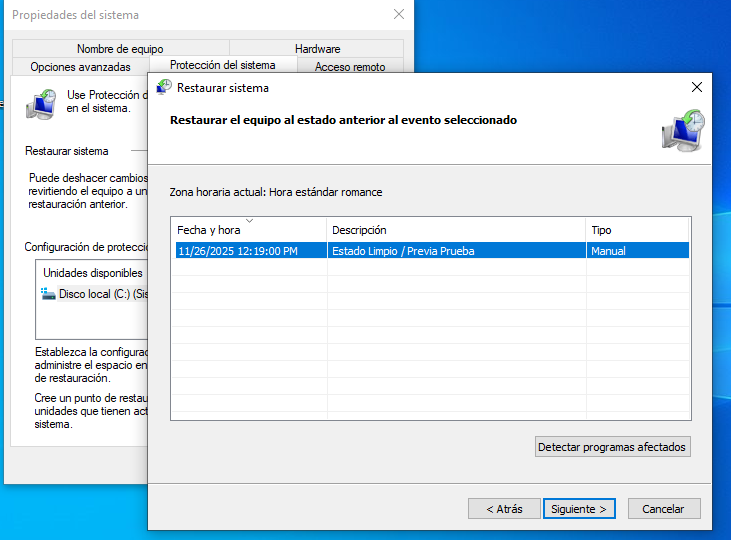 Propiedades del sistema
Nombre de equipo
Hardware
Opciones avanzadas
Protección del sistema
Acceso remoto
Use Protección d
en el sistema.
Restaurar sistema
Puede deshacer cambios
revirtiendo el equipo a un
restauración anterior.
Configuración de protecció
Unidades disponibles
Disco local (C:) (Sis
Establezca la configurac
administre el espacio en
de restauración.
Cree un punto de restau
unidades que tienen act
sistema.
Restaurar sistema
Restaurar el equipo al estado anterior al evento seleccionado
Zona horaria actual: Hora estándar romance
Fecha y hora
Descripción
Tipo
11/26/2025 12:19:00 PM
Estado Limpio / Previa Prueba
Manual
Detectar programas afectados
< Atrás
Siguiente >
Cancelar